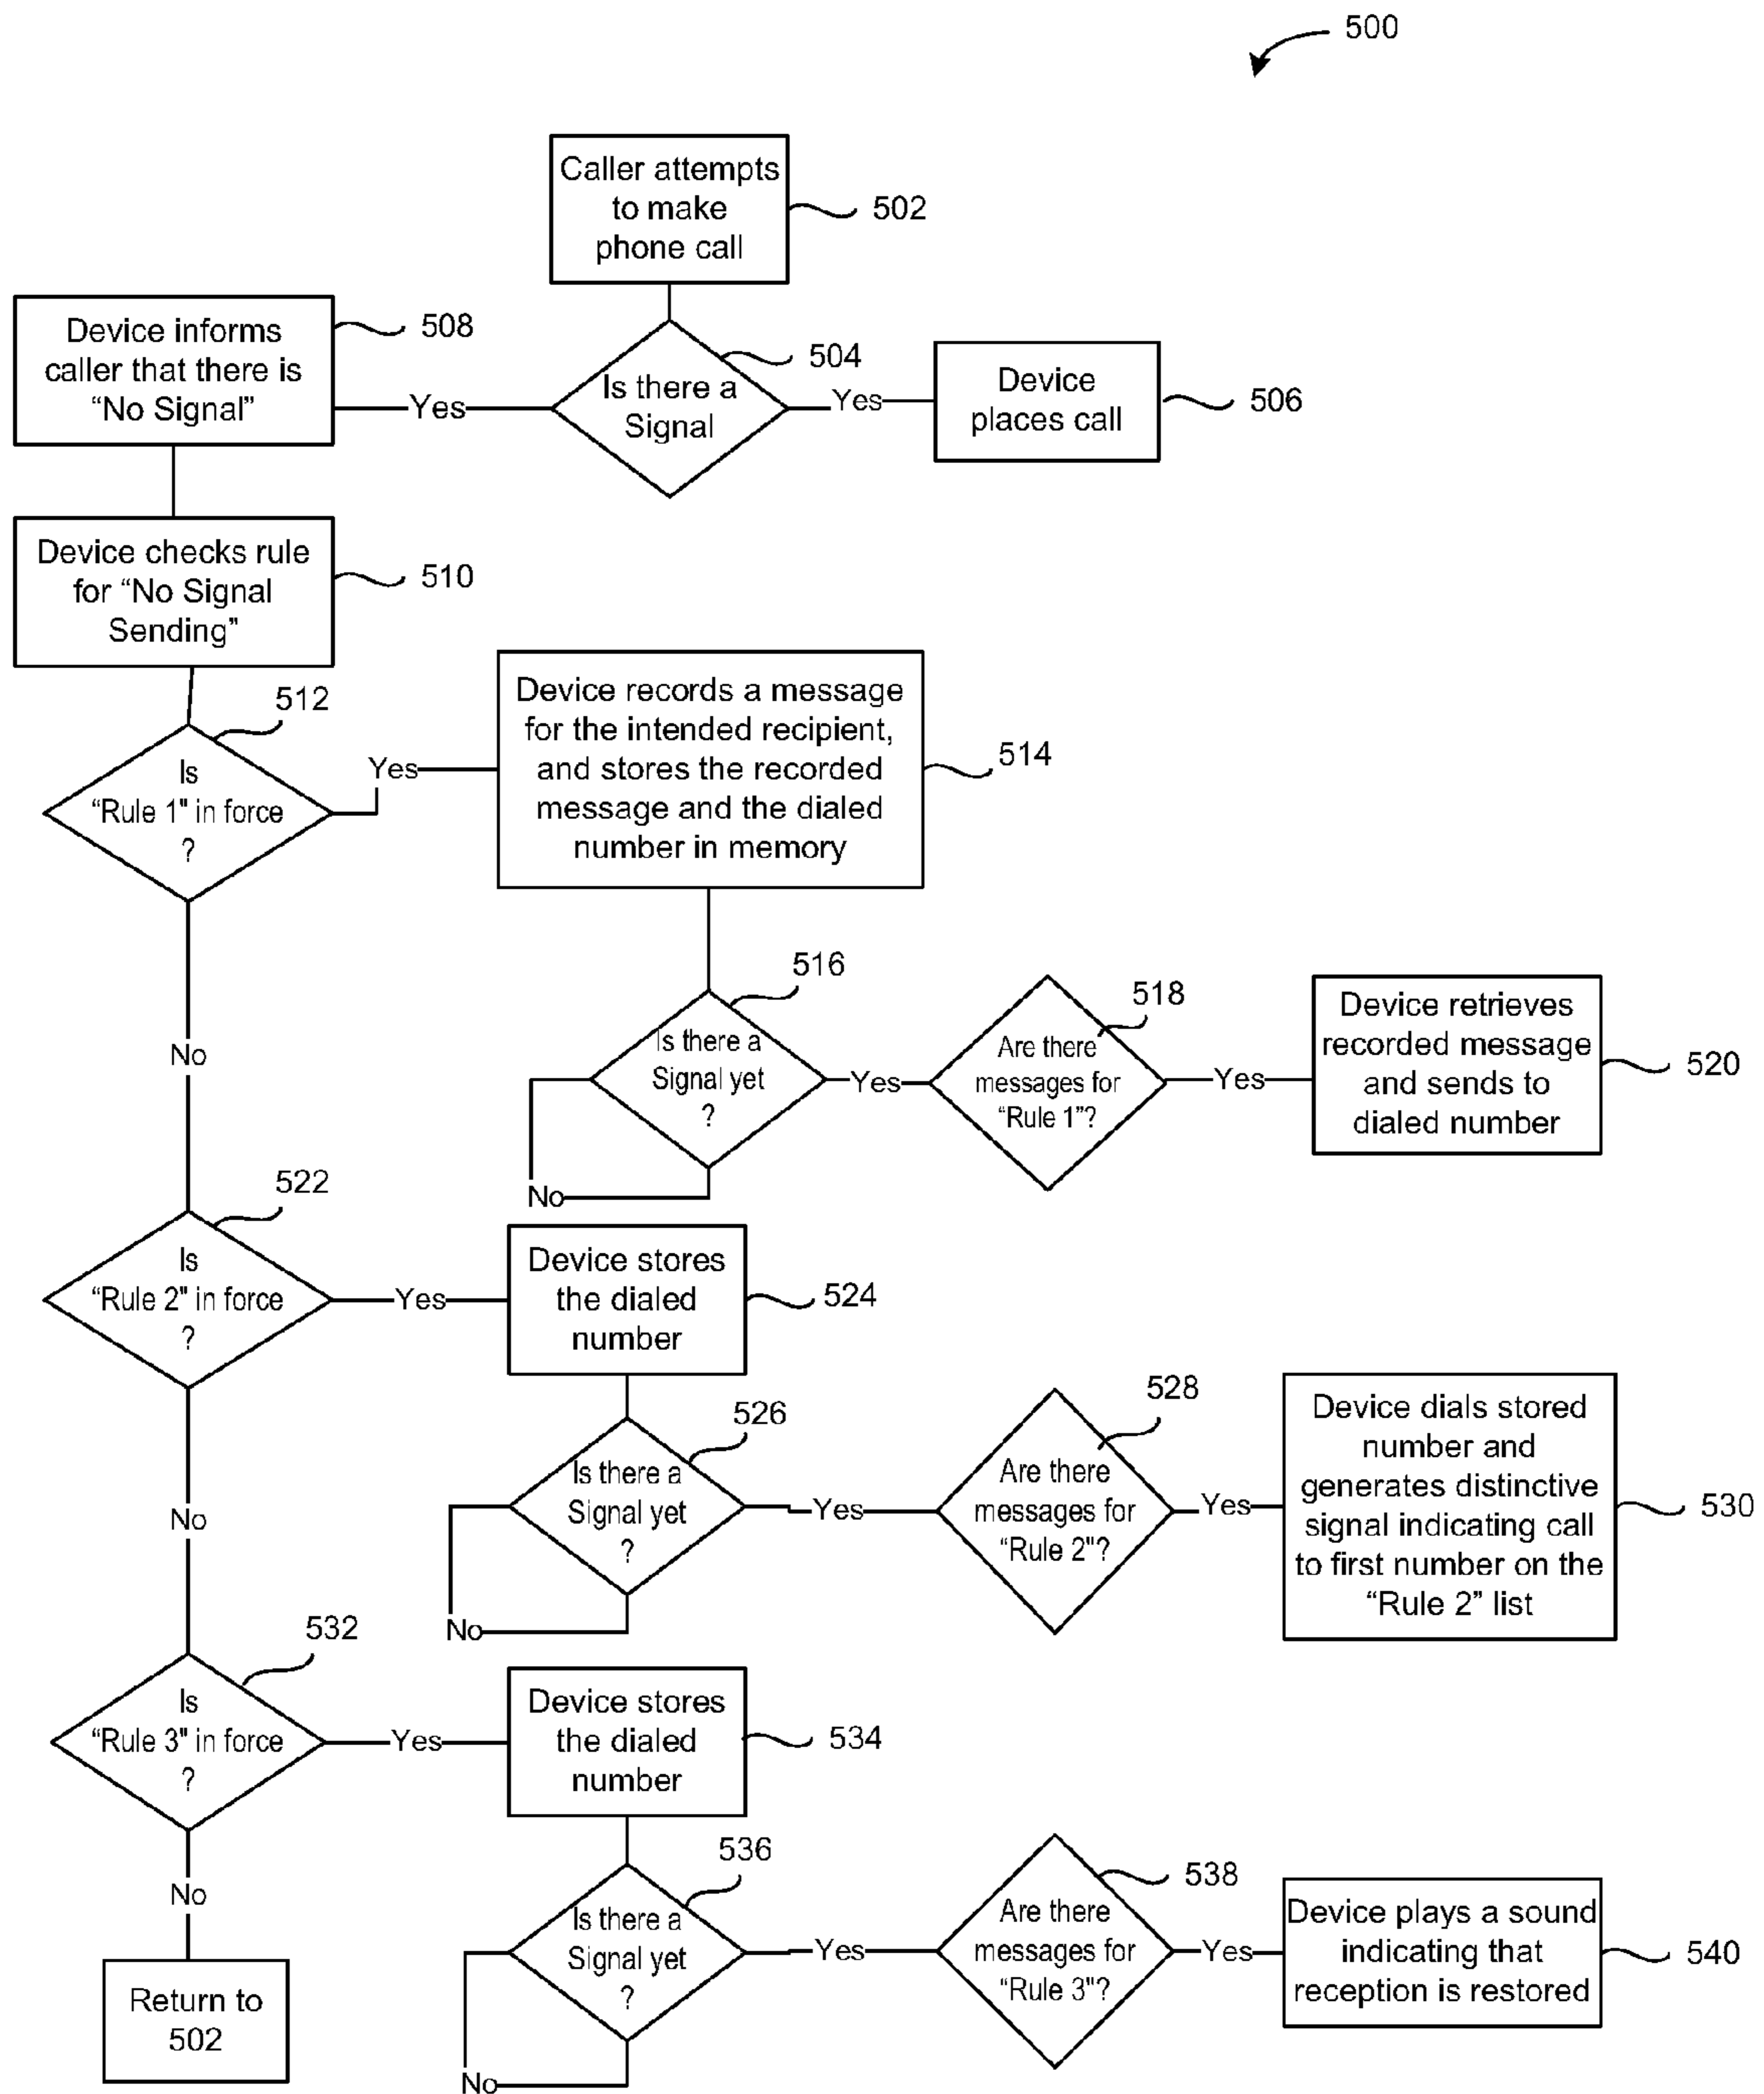 500
Caller attempts
to make
phone call
502
Device informs
caller that there is
“No Signal”
508
504
Is there a
Signal
Yes
Yes
Device
places call
506
Device checks rule
for “No Signal
Sending”
510
512
Is
“Rule 1" in force
?
Yes
Device records a message
for the intended recipient,
and stores the recorded
message and the dialed
number in memory
514
No
516
Is there a
Signal yet
?
No
Yes
518
Are there
messages for
“Rule 1”?
Yes
Device retrieves
recorded message
and sends to
dialed number
520
522
Is
“Rule 2" in force
?
Yes
Device stores
the dialed
number
524
No
526
Is there a
Signal yet
?
No
Yes
528
Are there
messages for
“Rule 2"?
Yes
Device dials stored
number and
generates distinctive
signal indicating call
to first number on the
“Rule 2” list
530
532
Is
“Rule 3" in force
?
Yes
Device stores
the dialed
number
534
No
Return to
502
536
Is there a
Signal yet
?
No
Yes
538
Are there
messages for
“Rule 3"?
Yes
Device plays a sound
indicating that
reception is restored
540